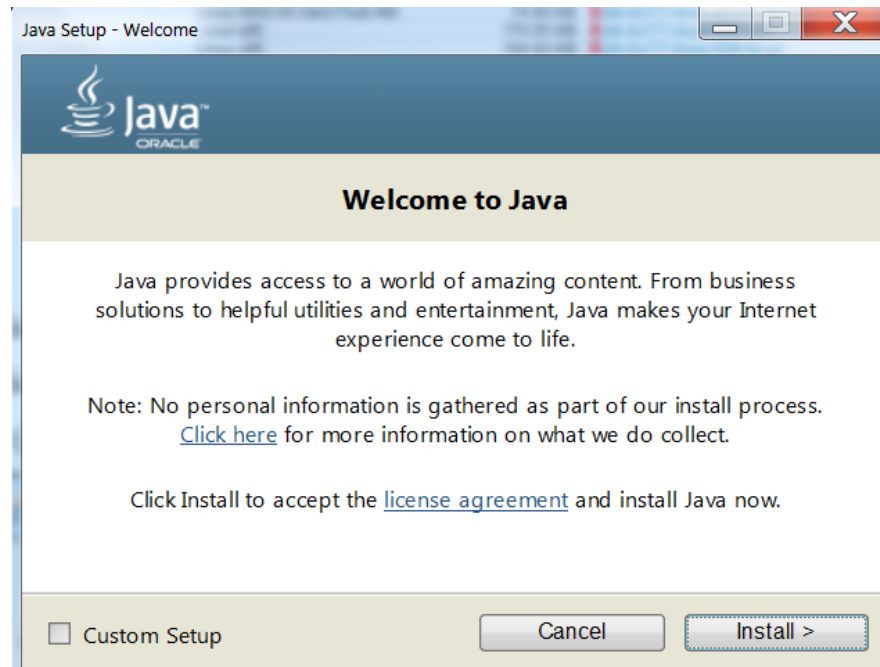 Java Setup - Welcome
Java™
ORACLE
Welcome to Java
Java provides access to a world of amazing content. From business
solutions to helpful utilities and entertainment, Java makes your Internet
experience come to life.
Note: No personal information is gathered as part of our install process.
Click here for more information on what we do collect.
Click Install to accept the license agreement and install Java now.
Custom Setup
Cancel
Install >